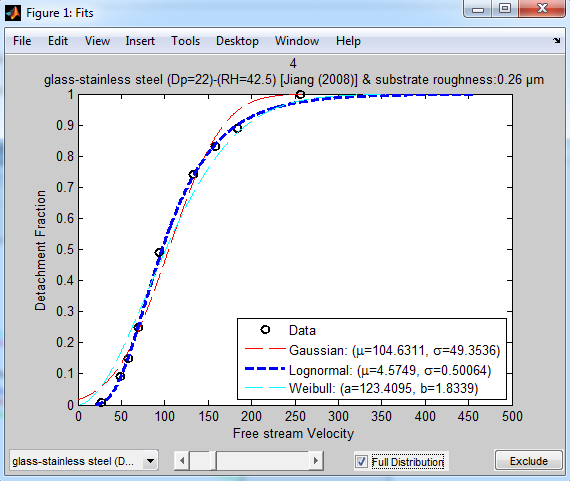 Figure 1: Fits
File Edit View Insert Tools Desktop Window Help
4
glass-stainless steel (Dp=22)-(RH=42.5) [Jiang (2008)] & substrate roughness:0.26 μm
1
0.9
0.8
0.7
0.6
0.5
0.4
0.3
0.2
0.1
0
Detachment Fraction
Data
Gaussian: (μ=104.6311, σ=49.3536)
Lognormal: (μ=4.5749, σ=0.50064)
Weibull: (a=123.4095, b=1.8339)
0 50 100 150 200 250 300 350 400 450 500
Free stream Velocity
glass-stainless steel (D... Full Distribution Exclude